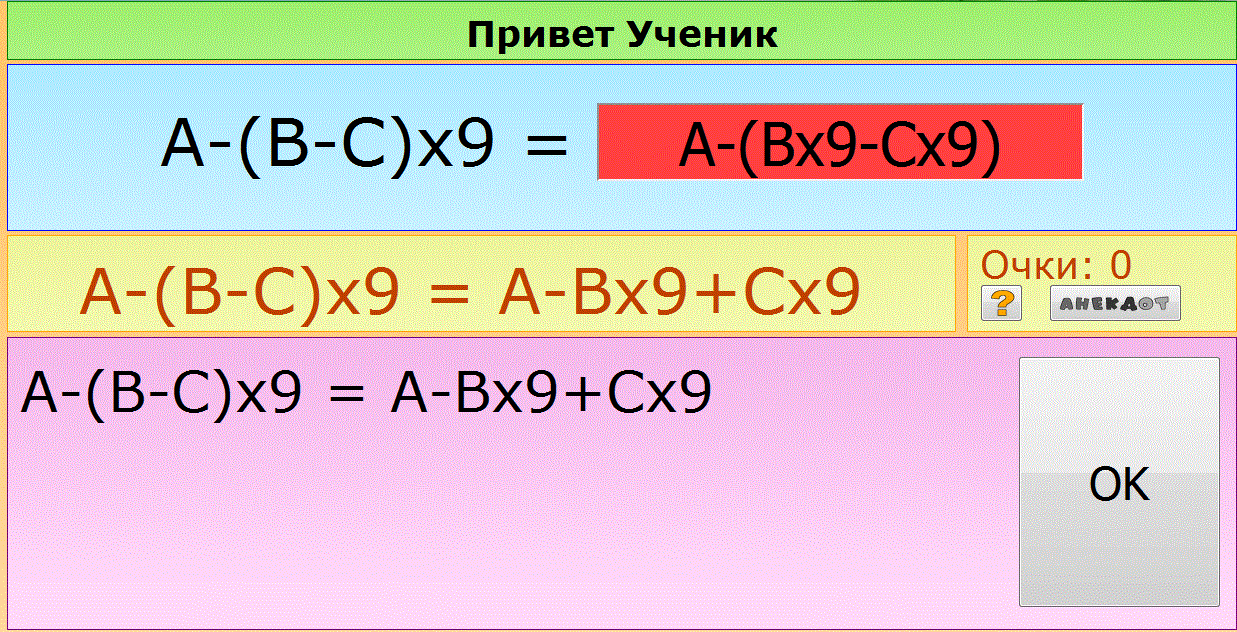 Привет Ученик
A-(B-C)x9 = A-(Bx9-Cx9)
A-(B-C)x9 = A-Bx9+Cx9
Очки: 0
? АНЕКДОТ
A-(B-C)x9 = A-Bx9+Cx9
OK